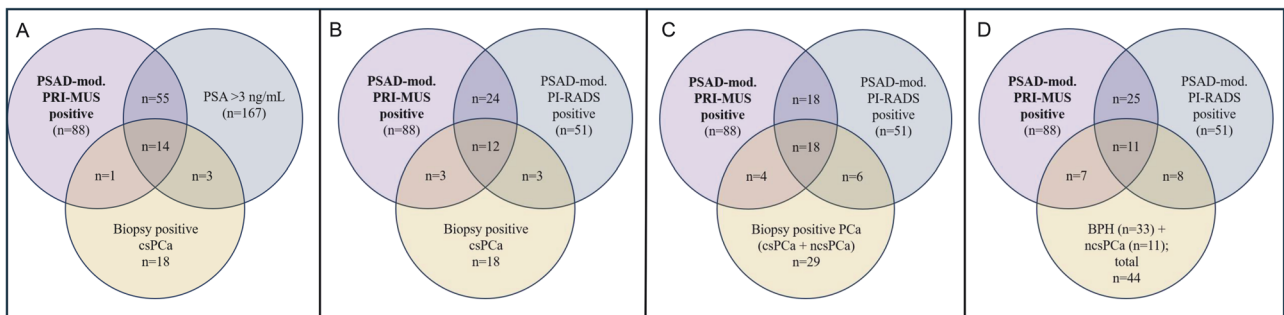 A
PSAD-mod.
PRI-MUS
positive
(n=88)
n=55
PSA >3 ng/mL
(n=167)
n=14
n=1
n=3
Biopsy positive
csPCa
n=18
B
PSAD-mod.
PRI-MUS
positive
(n=88)
n=24
PSAD-mod.
PI-RADS
positive
(n=51)
n=12
n=3
n=3
Biopsy positive
csPCa
n=18
C
PSAD-mod.
PRI-MUS
positive
(n=88)
n=18
PSAD-mod.
PI-RADS
positive
(n=51)
n=18
n=4
n=6
Biopsy positive PCa
(csPCa + ncsPCa)
n=29
D
PSAD-mod.
PRI-MUS
positive
(n=88)
n=25
PSAD-mod.
PI-RADS
positive
(n=51)
n=11
n=7
n=8
BPH (n=33) +
ncsPCa (n=11);
total
n=44